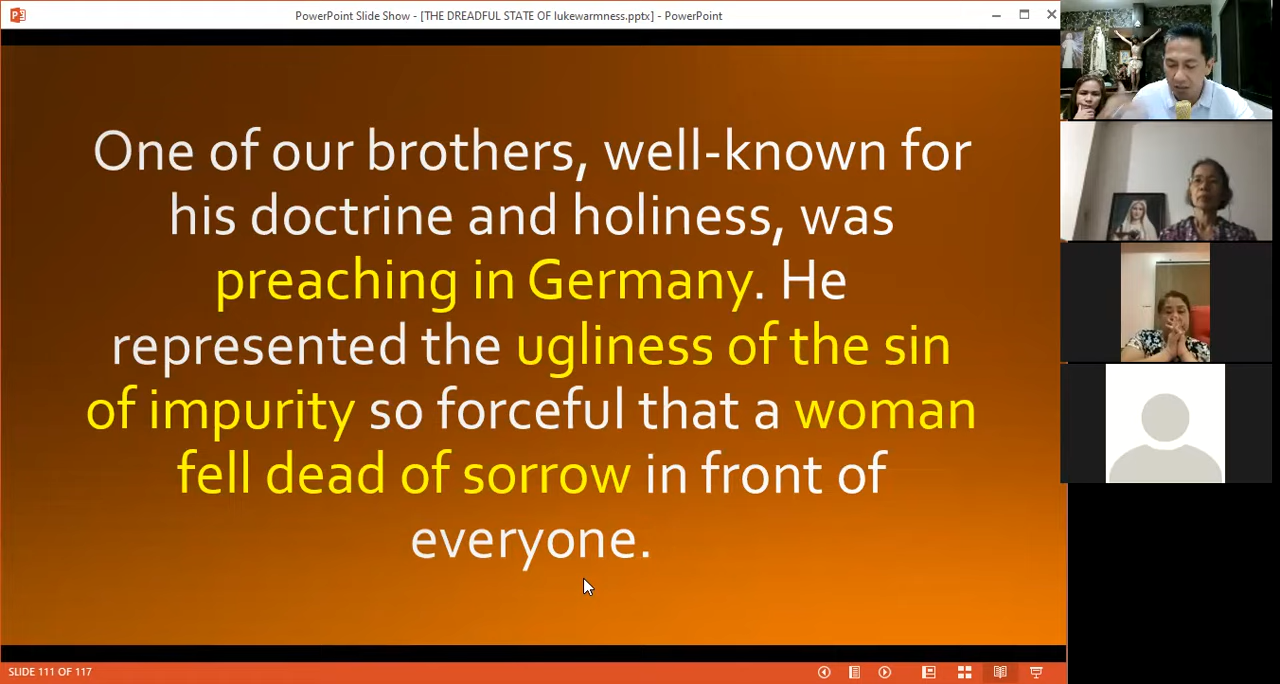 PowerPoint Slide Show - [THE DREADFUL STATE OF lukewarmness.pptx] - PowerPoint
One of our brothers, well-known for
his doctrine and holiness, was
preaching in Germany. He
represented the ugliness of the sin
of impurity so forceful that a woman
fell dead of sorrow in front of
everyone.
SLIDE 111 OF 117